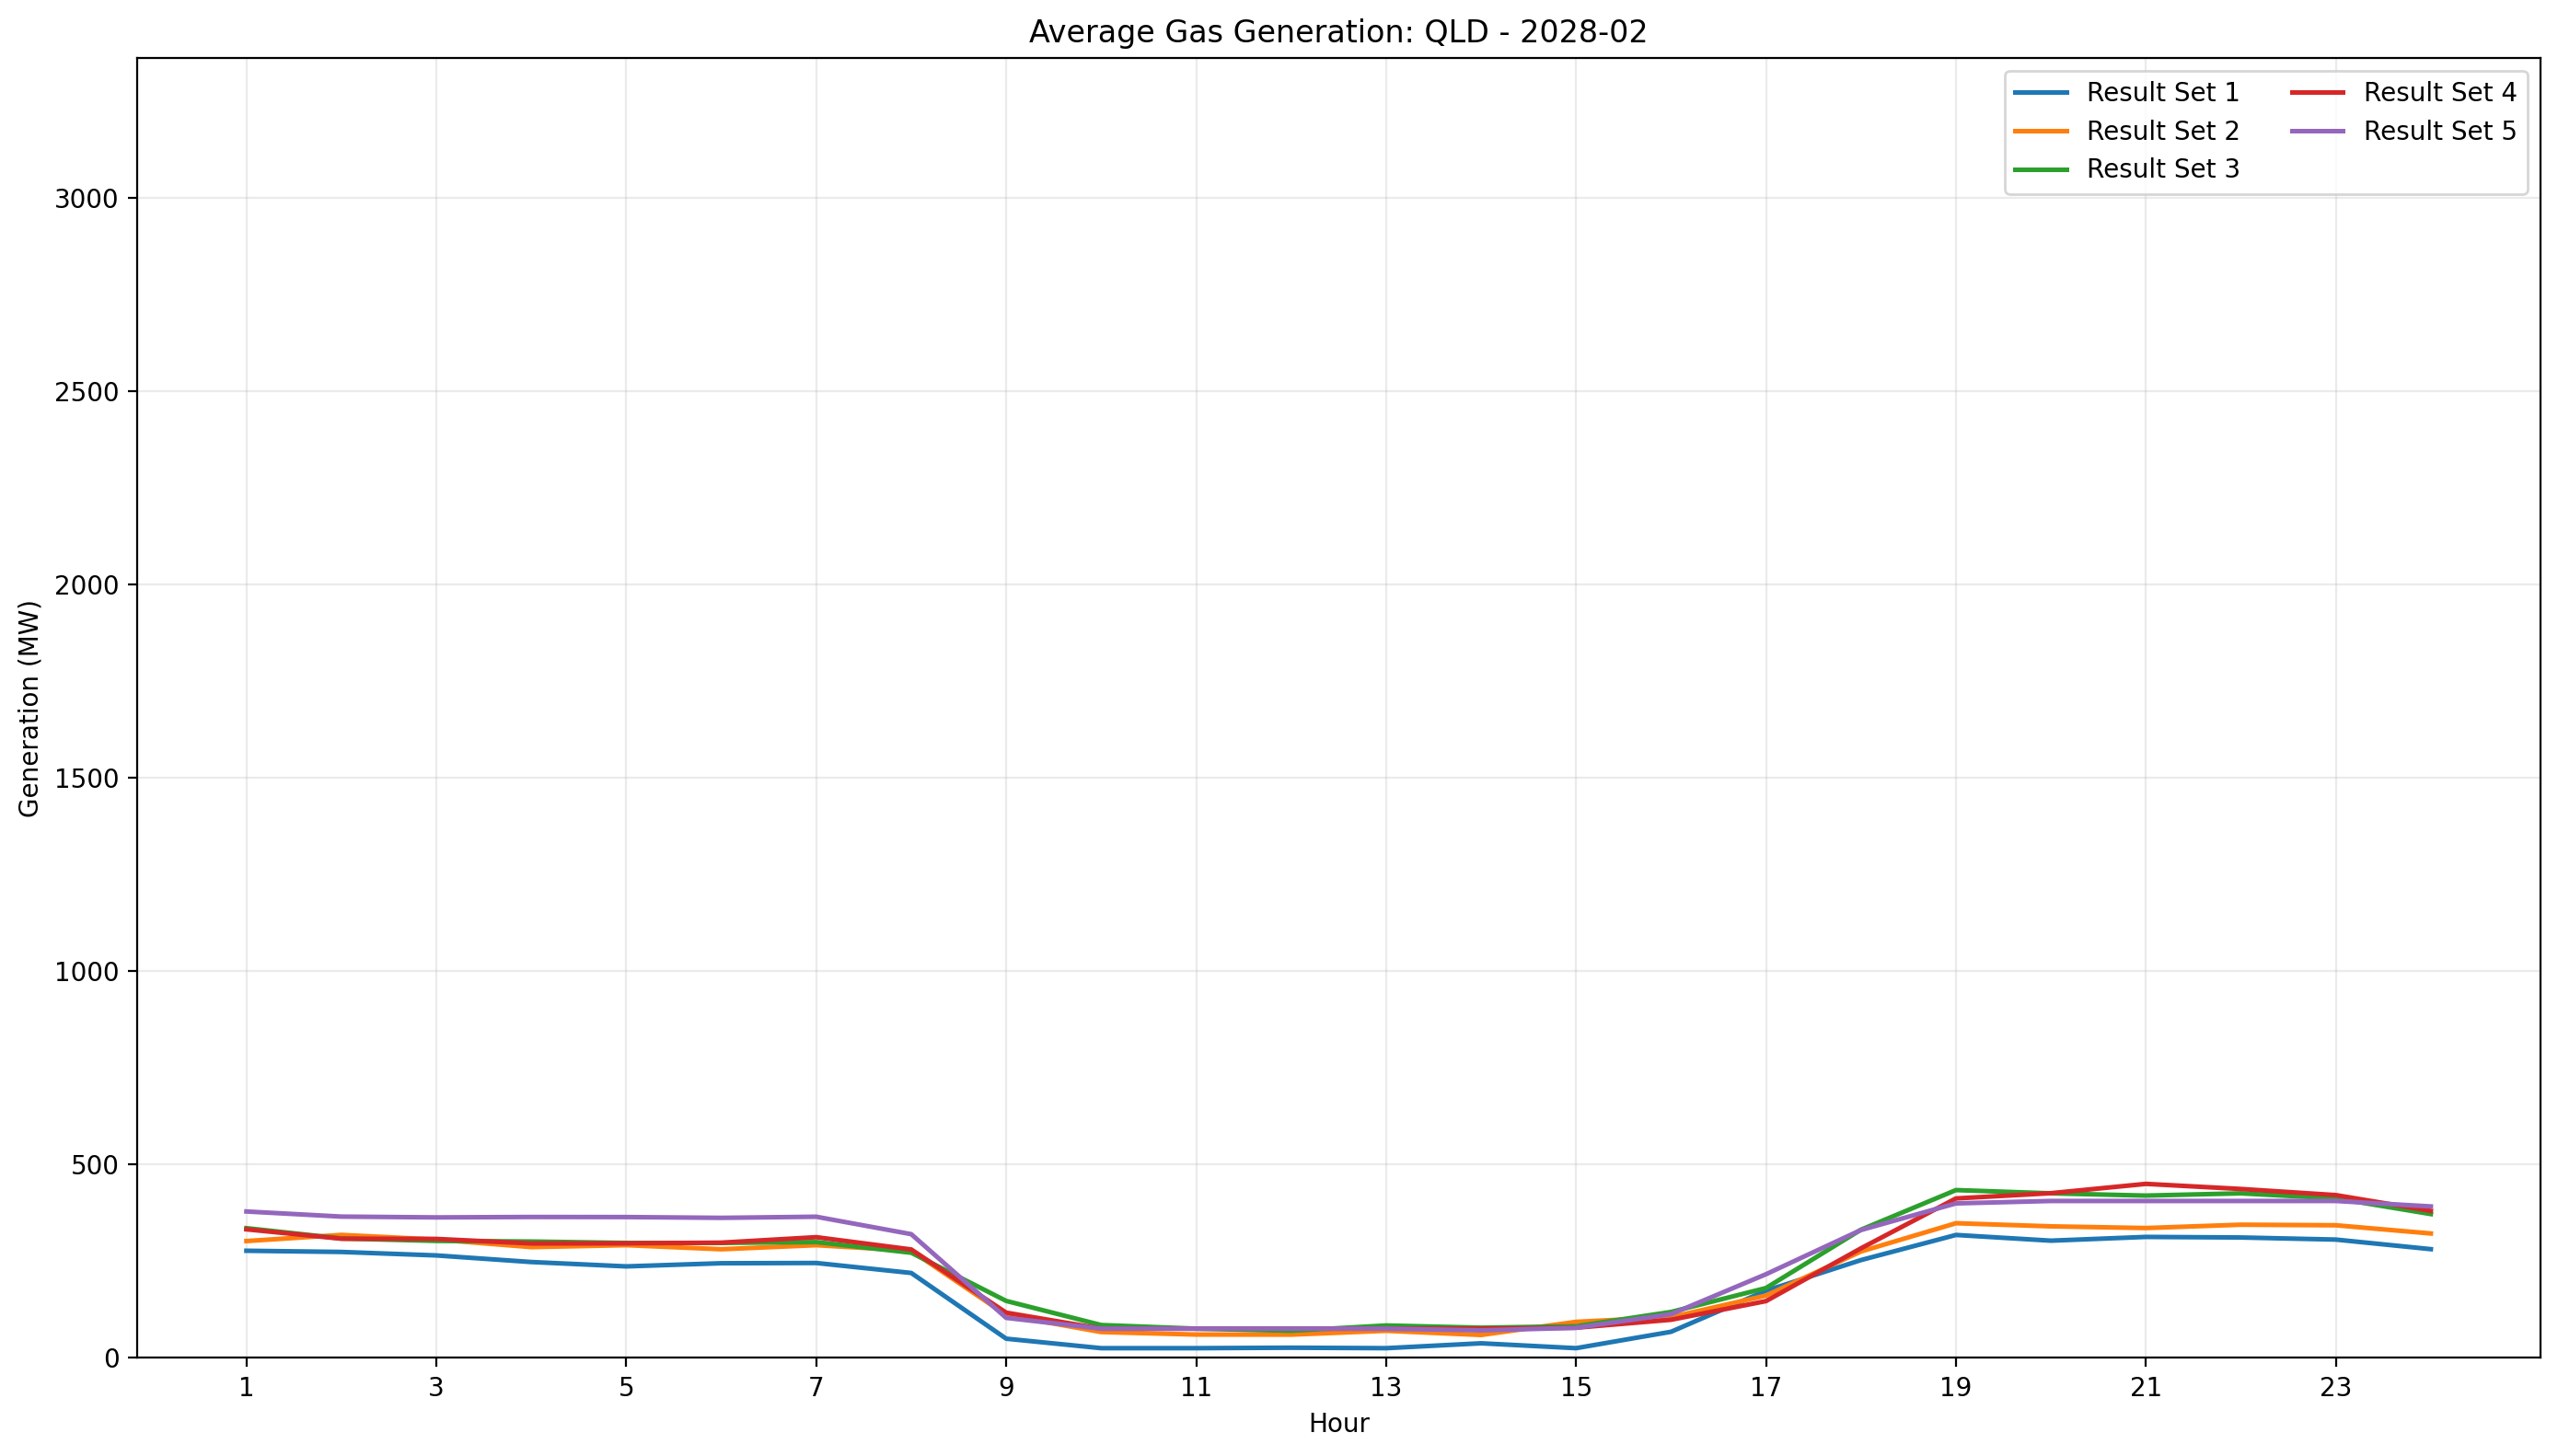 Average Gas Generation: QLD - 2028-02
Result Set 1
Result Set 2
Result Set 3
Result Set 4
Result Set 5
Generation (MW)
3000
2500
2000
1500
1000
500
0
1 3 5 7 9 11 13 15 17 19 21 23
Hour